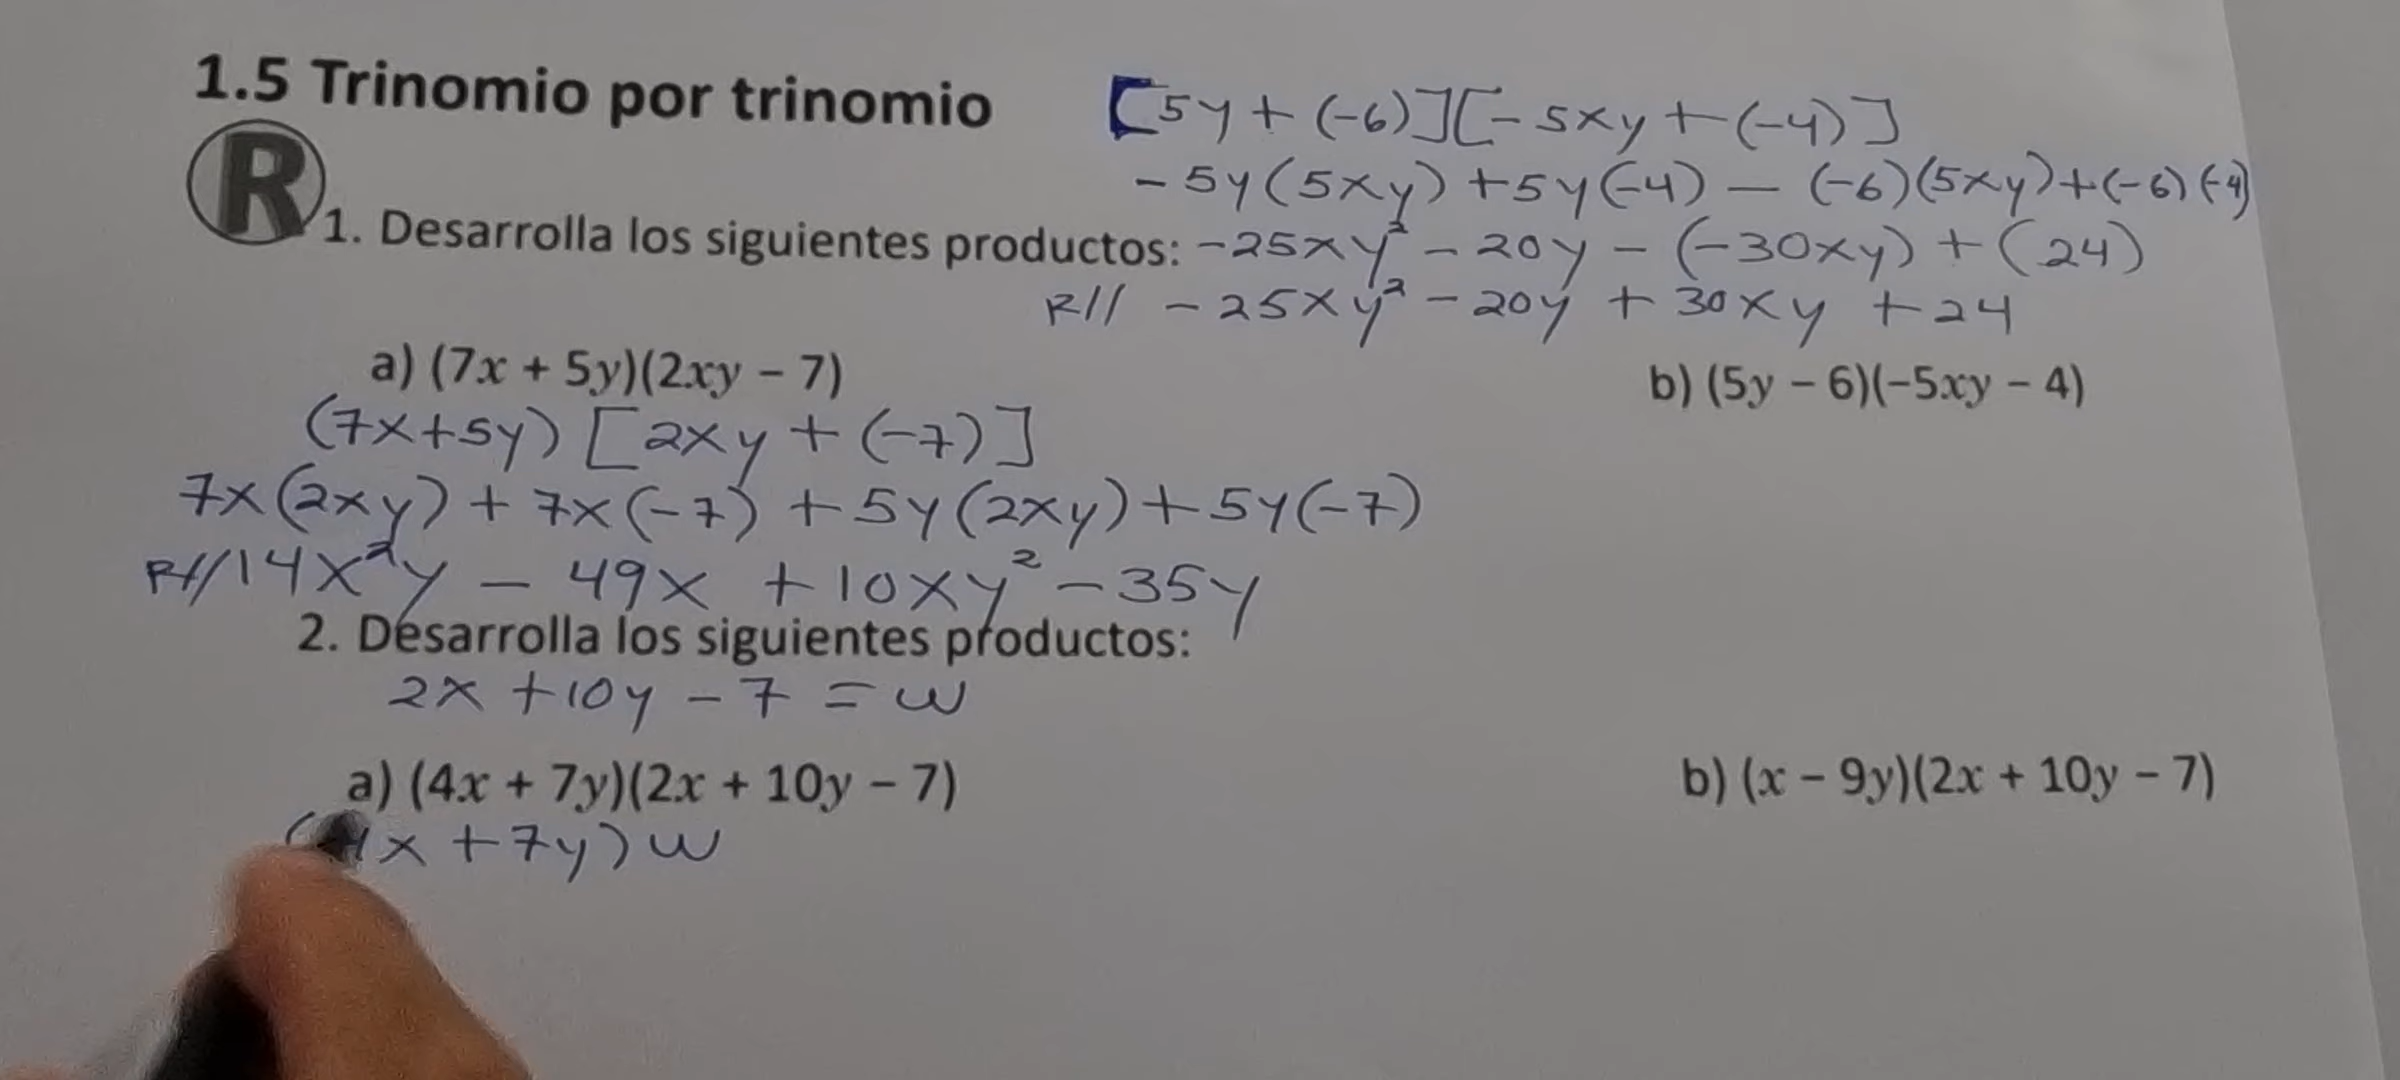 1.5 Trinomio por trinomio
[5y + (-6)][-5xy + (-4)]
-5y(5xy) + 5y(-4) - (-6)(5xy) + (-6)(-4)
R
1. Desarrolla los siguientes productos:
-25xy² - 20y - (-30xy) + (24)
R// -25xy² - 20y + 30xy + 24
a) (7x + 5y)(2xy – 7)
b) (5y – 6)(–5xy – 4)
(7x+5y) [2xy + (-7)]
7x(2xy) + 7x(-7) + 5y(2xy) + 5y(-7)
R// 14x²y - 49x + 10xy² - 35y
2. Desarrolla los siguientes productos:
2x + 10y - 7 = w
a) (4x + 7y)(2x + 10y – 7)
b) (x – 9y)(2x + 10y – 7)
(4x + 7y) w